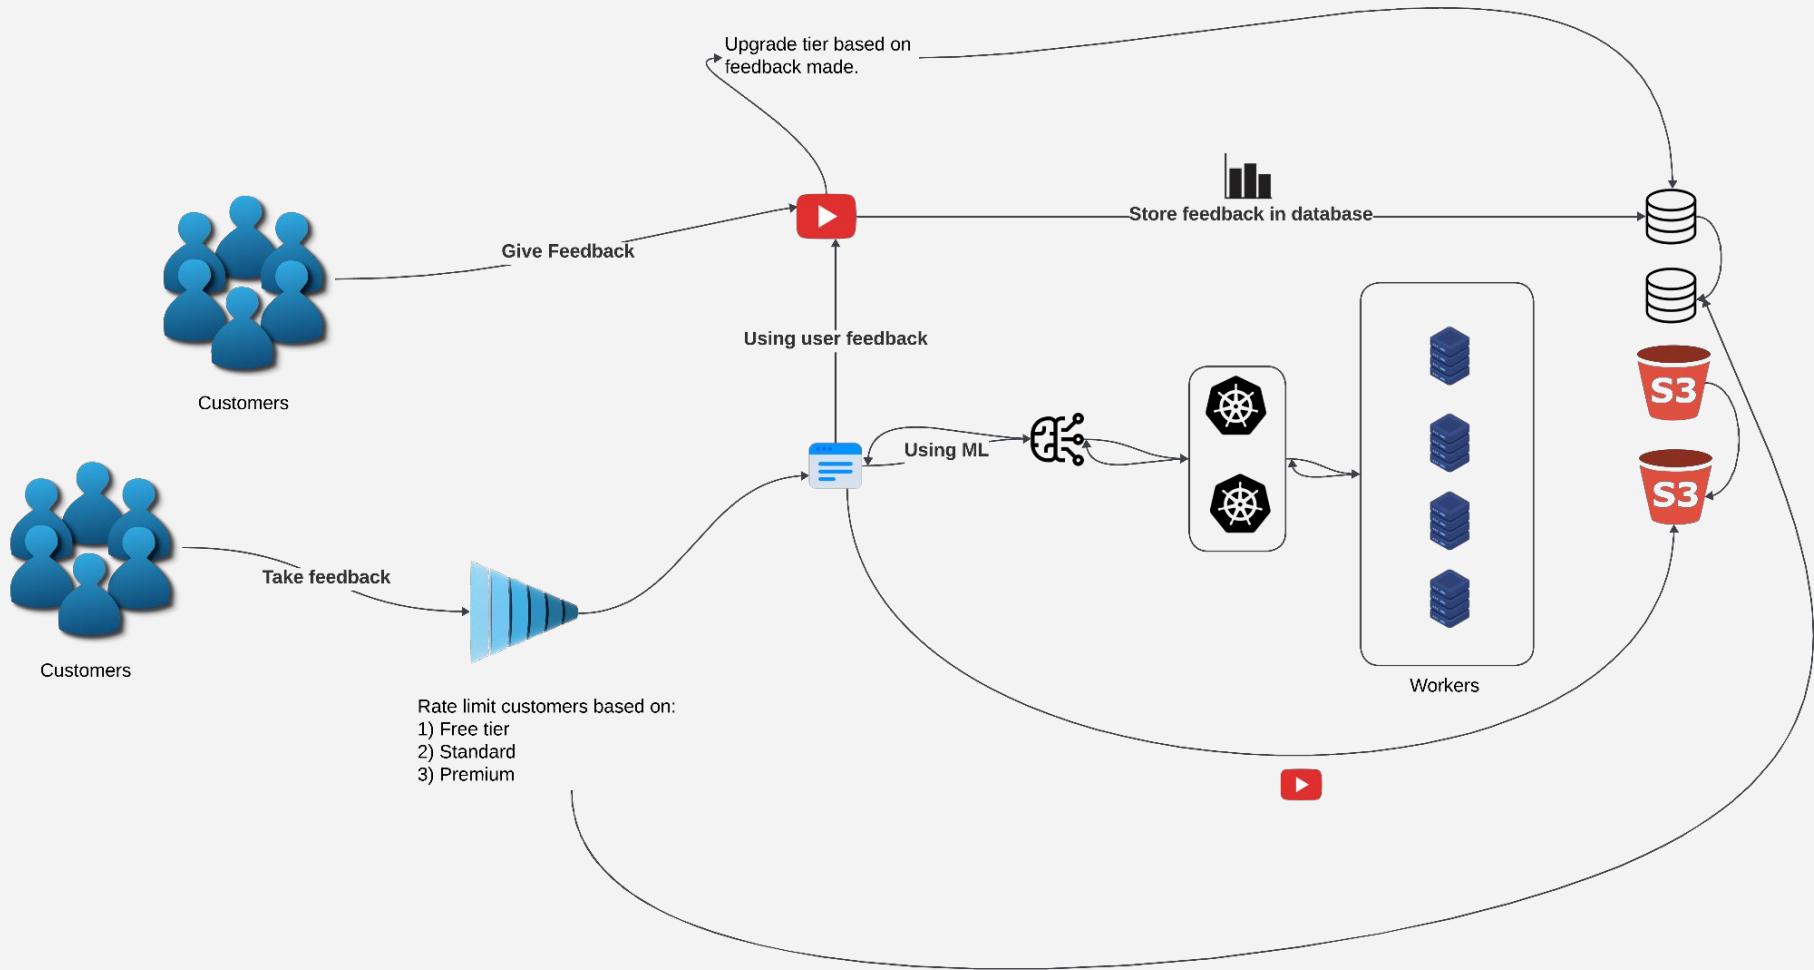 Upgrade tier based on
feedback made.
Store feedback in database
Give Feedback
Using user feedback
Customers
S3
Using ML
S3
Take feedback
Customers
Workers
Rate limit customers based on:
1) Free tier
2) Standard
3) Premium